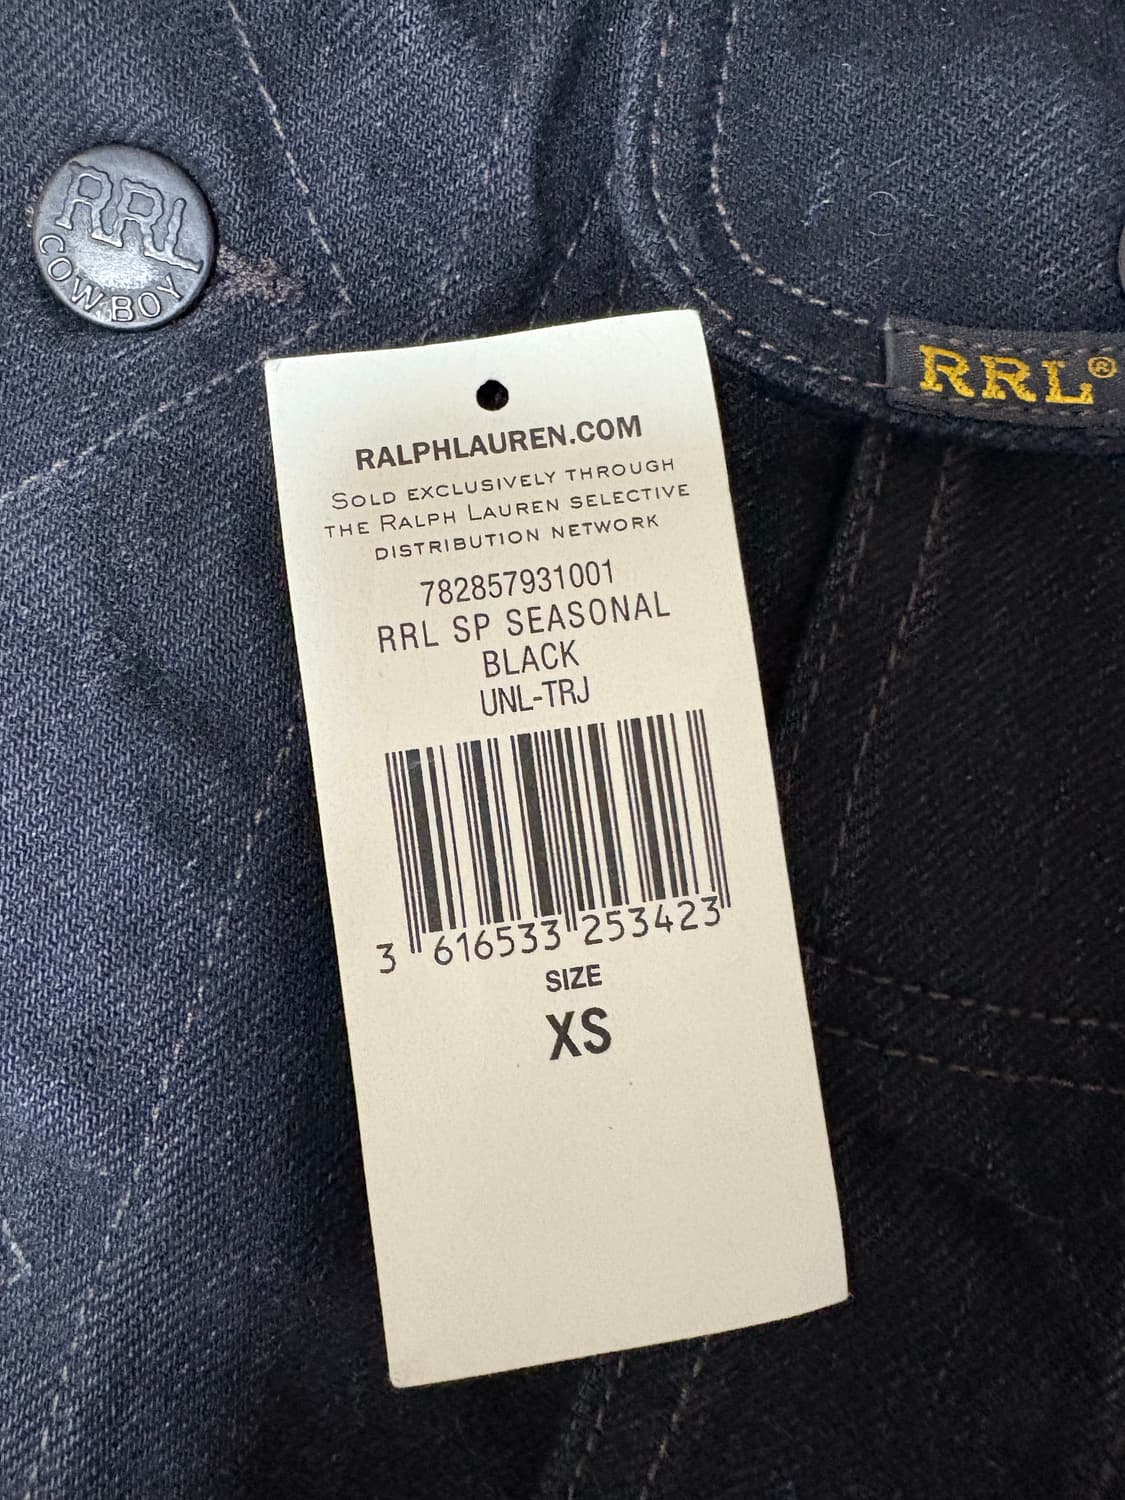 RRL
COWBOY
RRL®
RALPHLAUREN.COM
SOLD EXCLUSIVELY THROUGH
THE RALPH LAUREN SELECTIVE
DISTRIBUTION NETWORK
782857931001
RRL SP SEASONAL
BLACK
UNL-TRJ
3 616533 253423
SIZE
XS